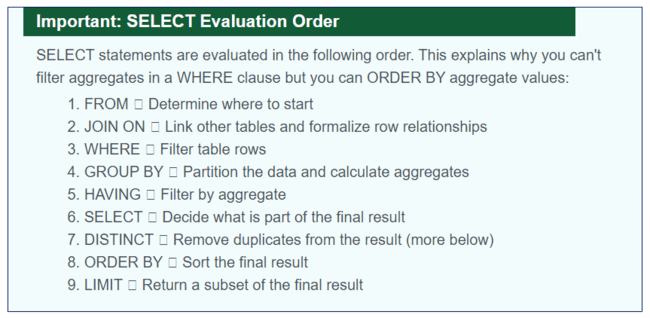 Important: SELECT Evaluation Order
SELECT statements are evaluated in the following order. This explains why you can't
filter aggregates in a WHERE clause but you can ORDER BY aggregate values:
1. FROM □ Determine where to start
2. JOIN ON □ Link other tables and formalize row relationships
3. WHERE □ Filter table rows
4. GROUP BY □ Partition the data and calculate aggregates
5. HAVING □ Filter by aggregate
6. SELECT □ Decide what is part of the final result
7. DISTINCT □ Remove duplicates from the result (more below)
8. ORDER BY □ Sort the final result
9. LIMIT □ Return a subset of the final result